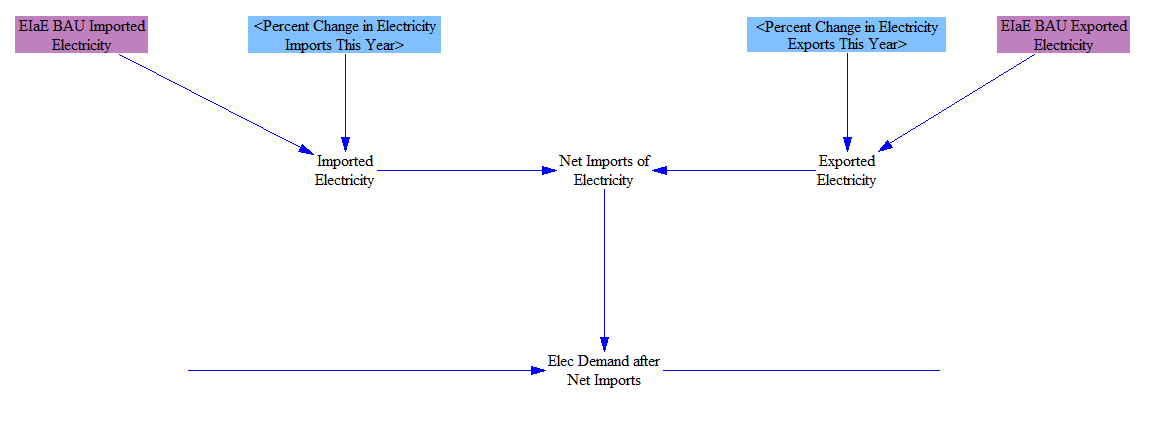 EIaE BAU Imported
Electricity
<Percent Change in Electricity
Imports This Year>
<Percent Change in Electricity
Exports This Year>
EIaE BAU Exported
Electricity
Imported
Electricity
Net Imports of
Electricity
Exported
Electricity
Elec Demand after
Net Imports